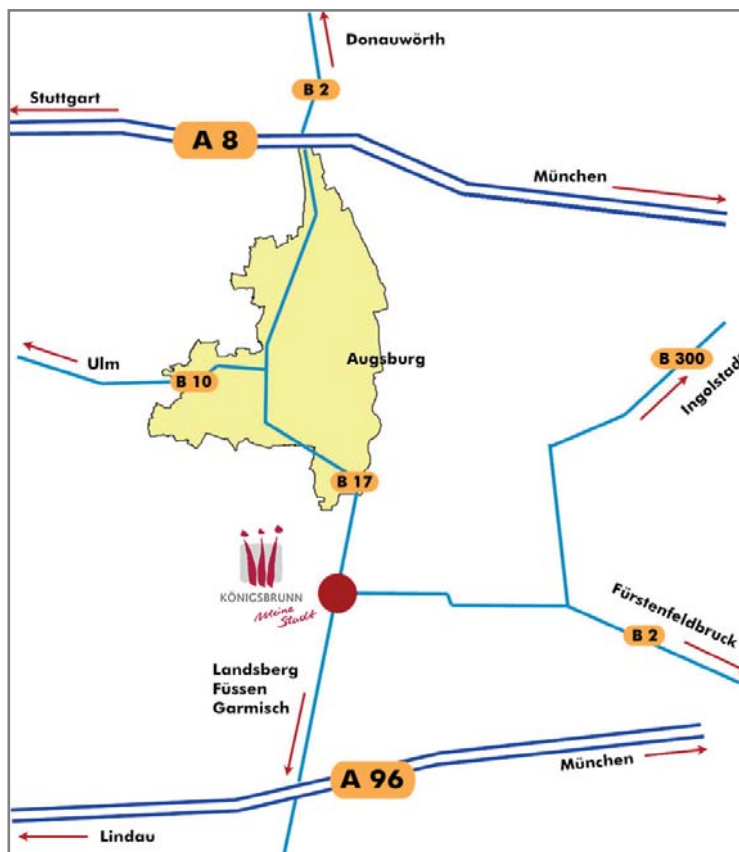 Donauwörth
B 2
Stuttgart
A 8
München
Ulm
B 10
Augsburg
B 300
Ingolstadt
B 17
KÖNIGSBRUNN
Meine
Stadt
Fürstenfeldbruck
B 2
Landsberg
Füssen
Garmisch
A 96
München
Lindau